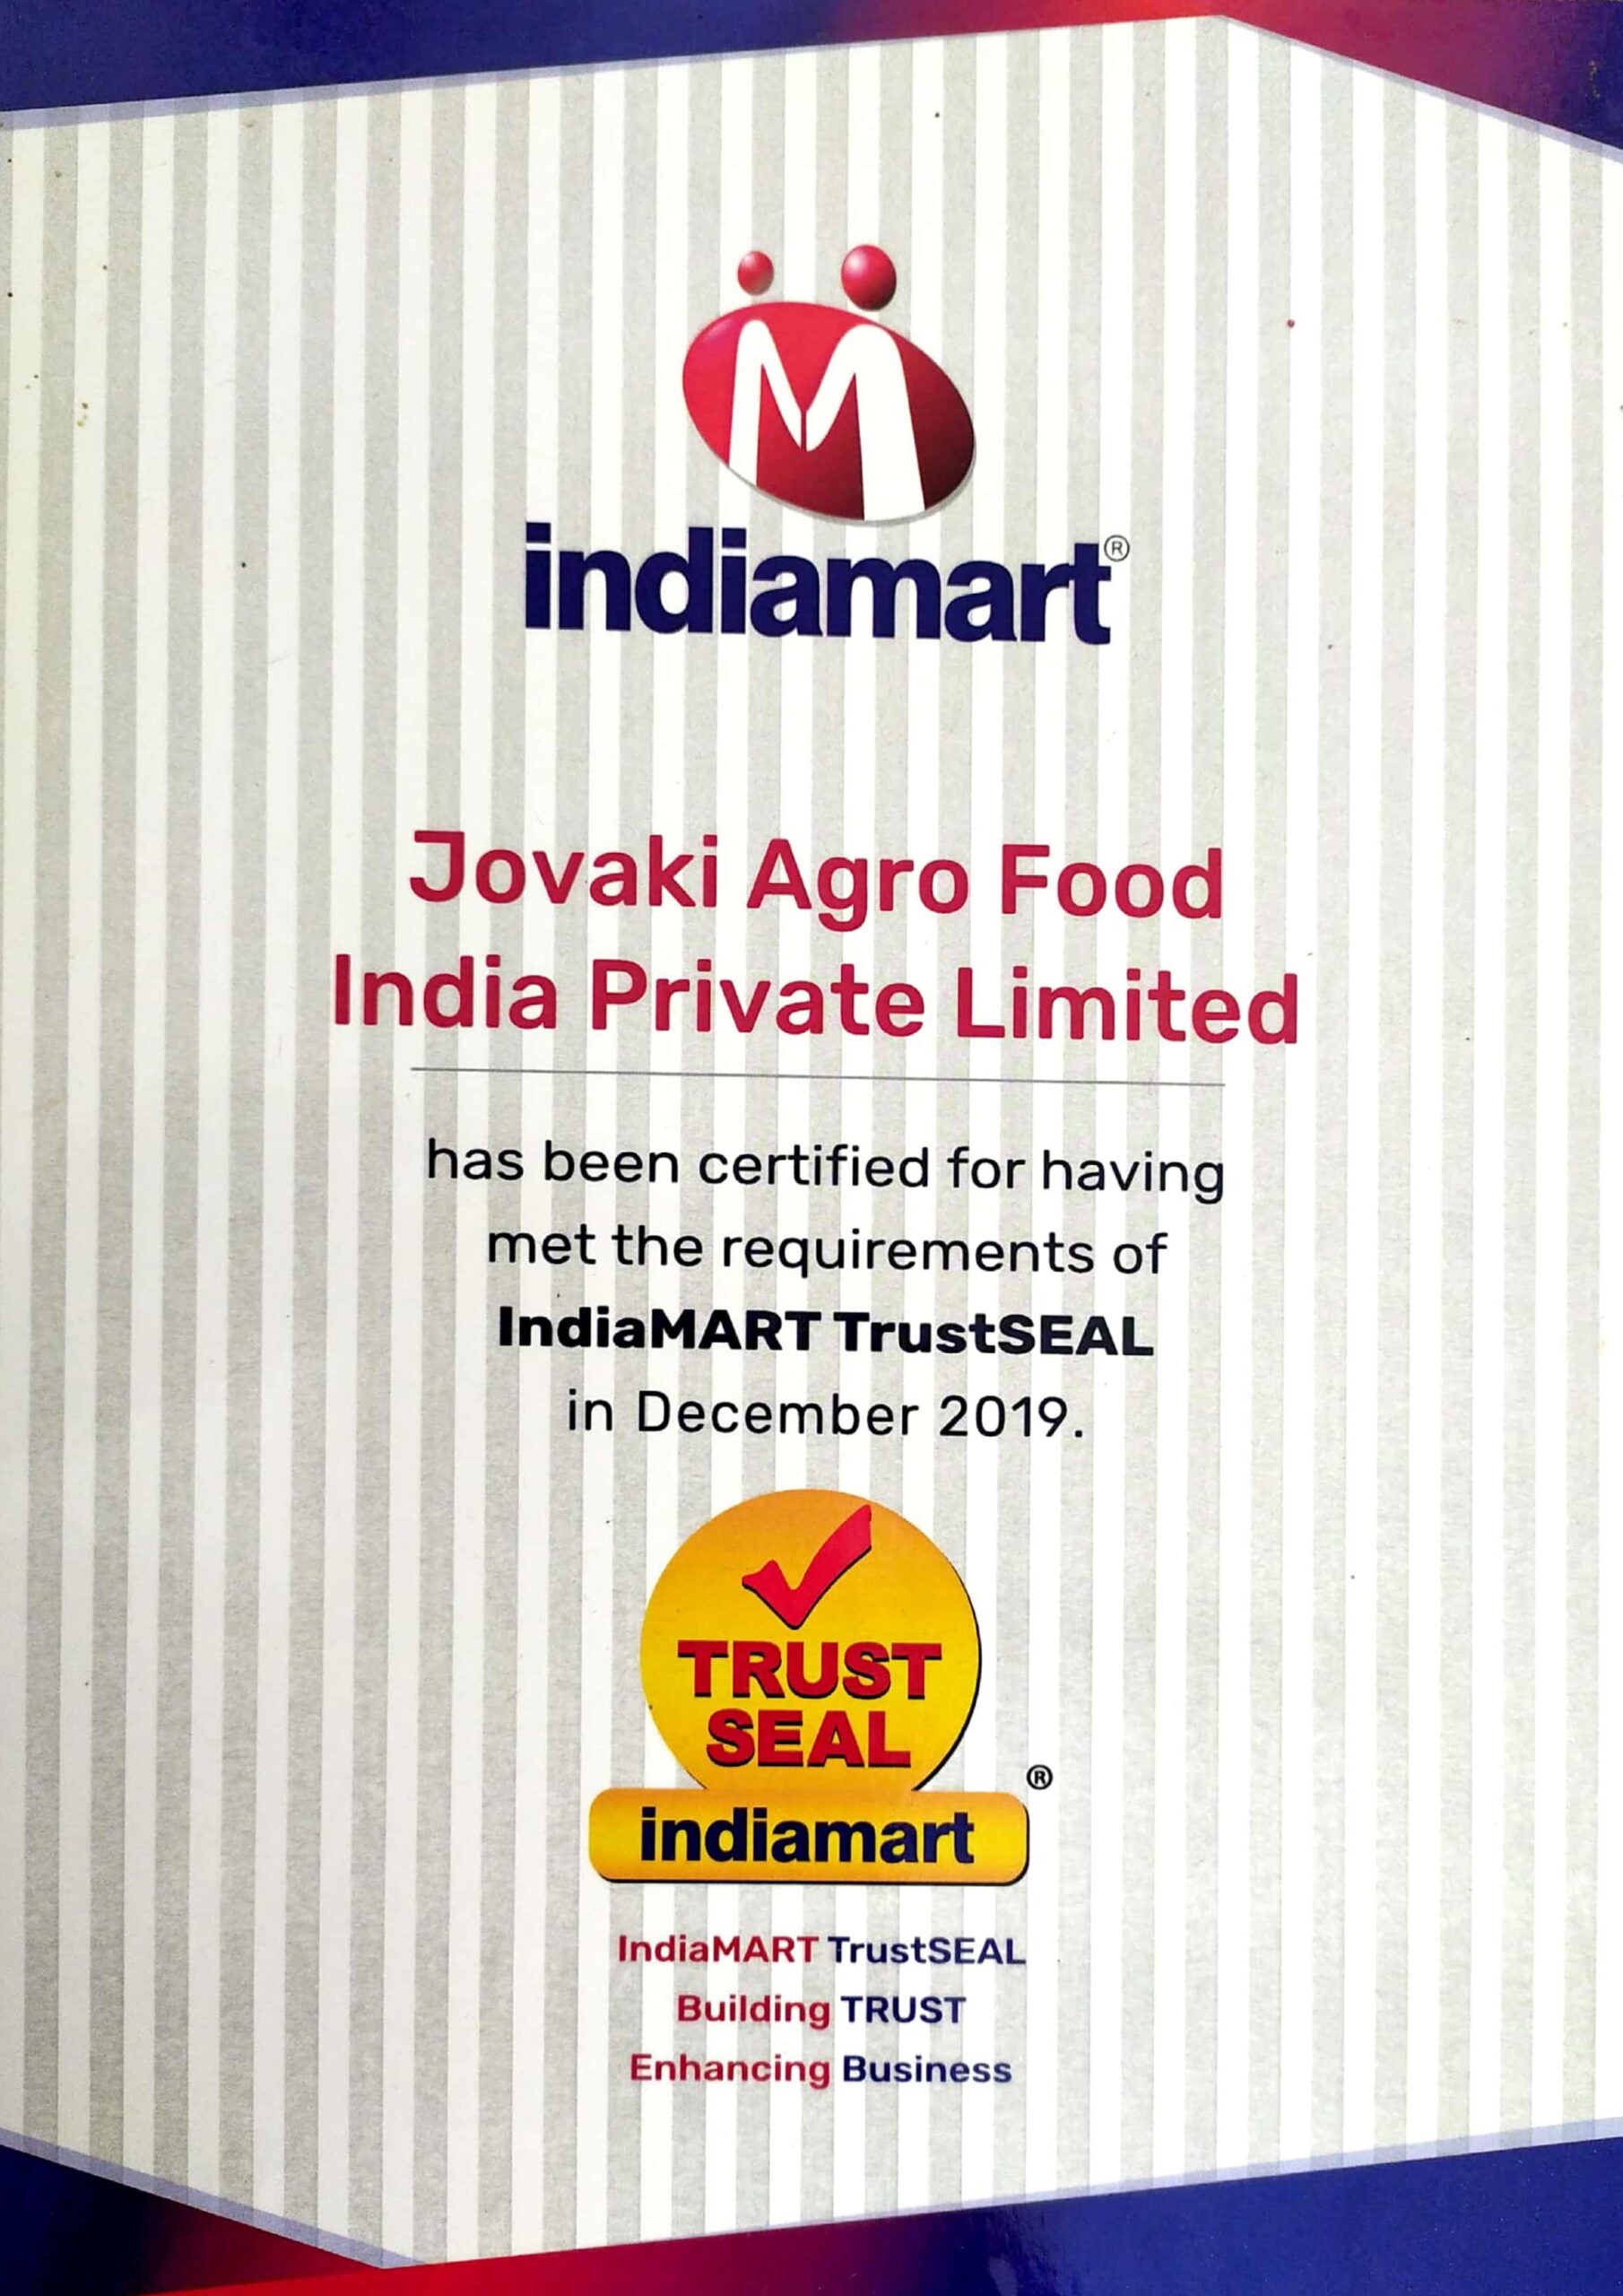 indiamart®
Jovaki Agro Food
India Private Limited
has been certified for having
met the requirements of
IndiaMART TrustSEAL
in December 2019.
TRUST
SEAL
indiamart
®
IndiaMART TrustSEAL
Building TRUST
Enhancing Business